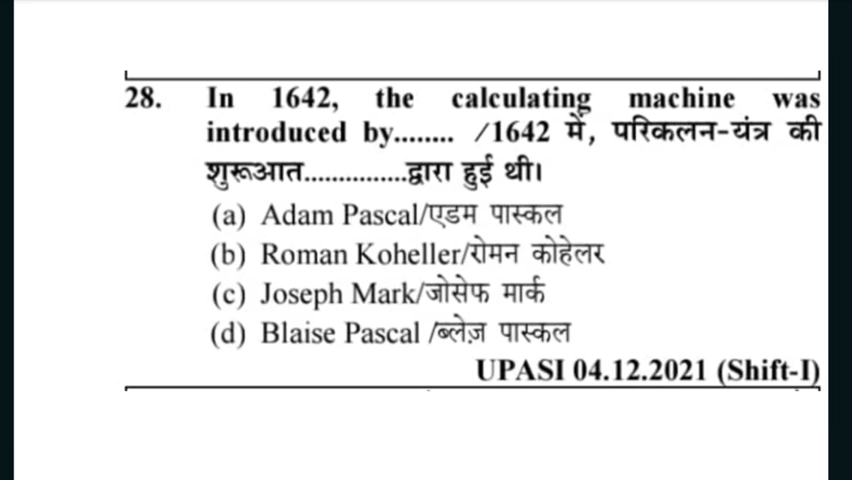 28. In 1642, the calculating machine was
introduced by........ /1642 में, परिकलन-यंत्र की
शुरूआत...............द्वारा हुई थी।
(a) Adam Pascal/एडम पास्कल
(b) Roman Koheller/रोमन कोहेलर
(c) Joseph Mark/जोसेफ मार्क
(d) Blaise Pascal /ब्लेज़ पास्कल
UPASI 04.12.2021 (Shift-I)